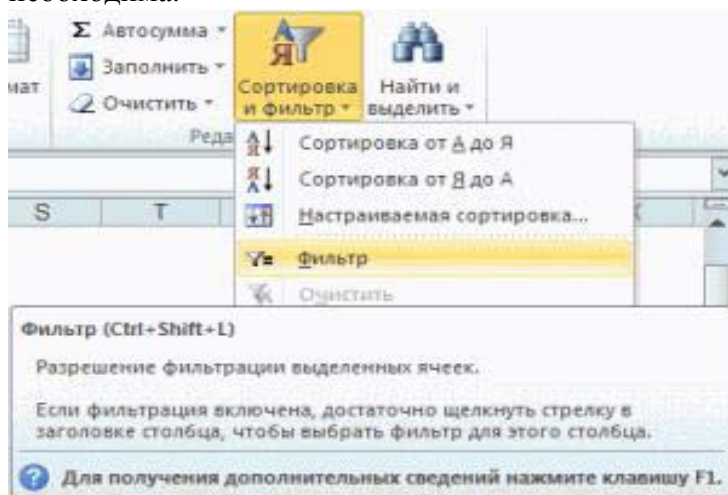 Σ Автосумма
Заполнить
Очистить
мат
Сортировка и фильтр
Найти и выделить
Реда
Сортировка от А до Я
Сортировка от Я до А
Настраиваемая сортировка...
S T
Фильтр
Очистить
Фильтр (Ctrl+Shift+L)
Разрешение фильтрации выделенных ячеек.
Если фильтрация включена, достаточно щелкнуть стрелку в
заголовке столбца, чтобы выбрать фильтр для этого столбца.
Для получения дополнительных сведений нажмите клавишу F1.